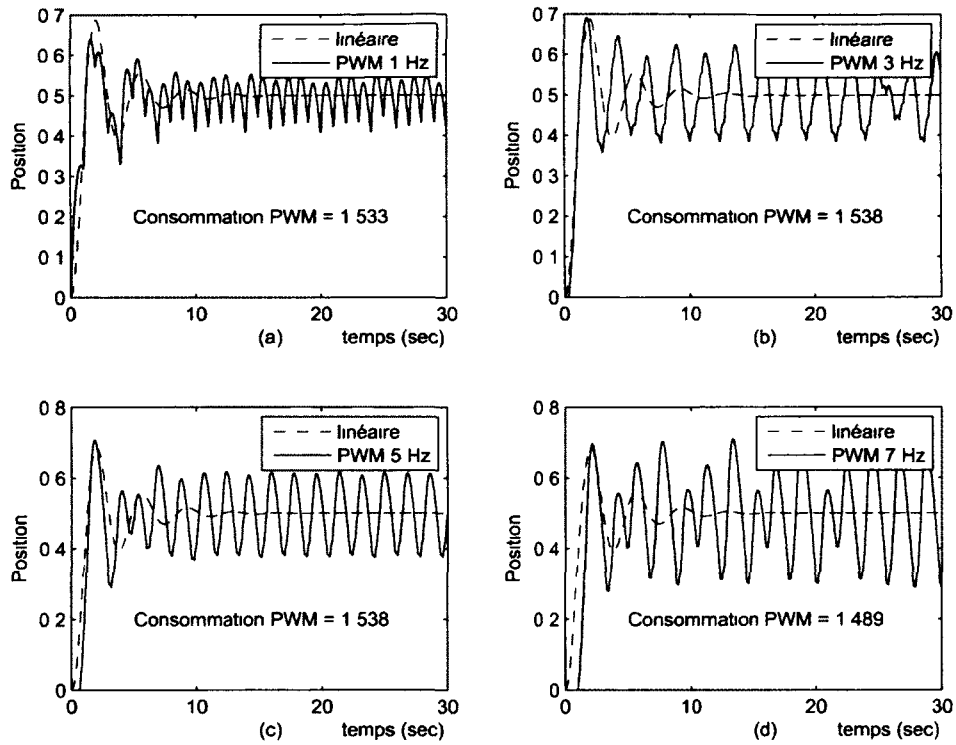 0 7
0 6
0 5
0 4
0 3
0 2
0 1
0
Position
linéaire
PWM 1 Hz
Consommation PWM = 1 533
0
10
20
30
(a)
temps (sec)
0 7
0 6
0 5
0 4
0 3
0 2
0 1
0
Position
linéaire
PWM 3 Hz
Consommation PWM = 1 538
0
10
20
30
(b)
temps (sec)
0 8
0 6
0 4
0 2
0
Position
linéaire
PWM 5 Hz
Consommation PWM = 1 538
0
10
20
30
(c)
temps (sec)
0 8
0 6
0 4
0 2
0
Position
linéaire
PWM 7 Hz
Consommation PWM = 1 489
0
10
20
30
(d)
temps (sec)